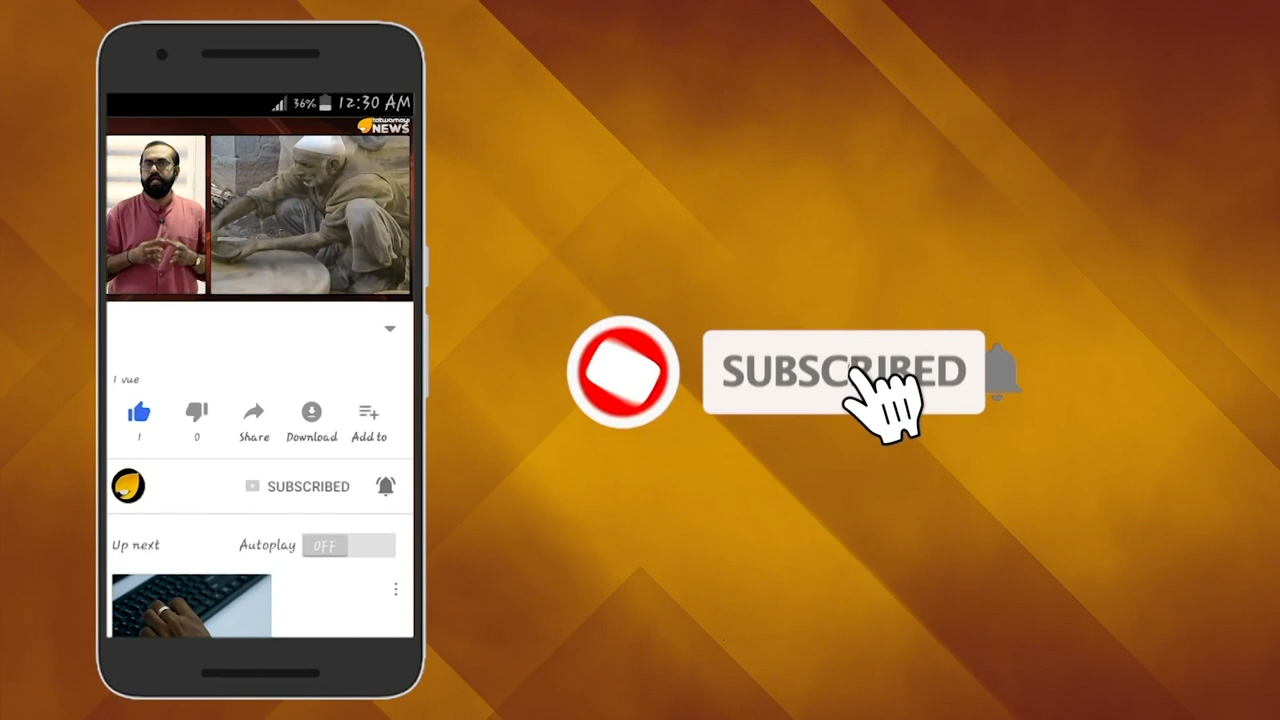 36% 12:30 AM
tatwamayi
NEWS
1 vue
1 0 Share Download Add to
SUBSCRIBED
Up next Autoplay OFF
SUBSCRIBED